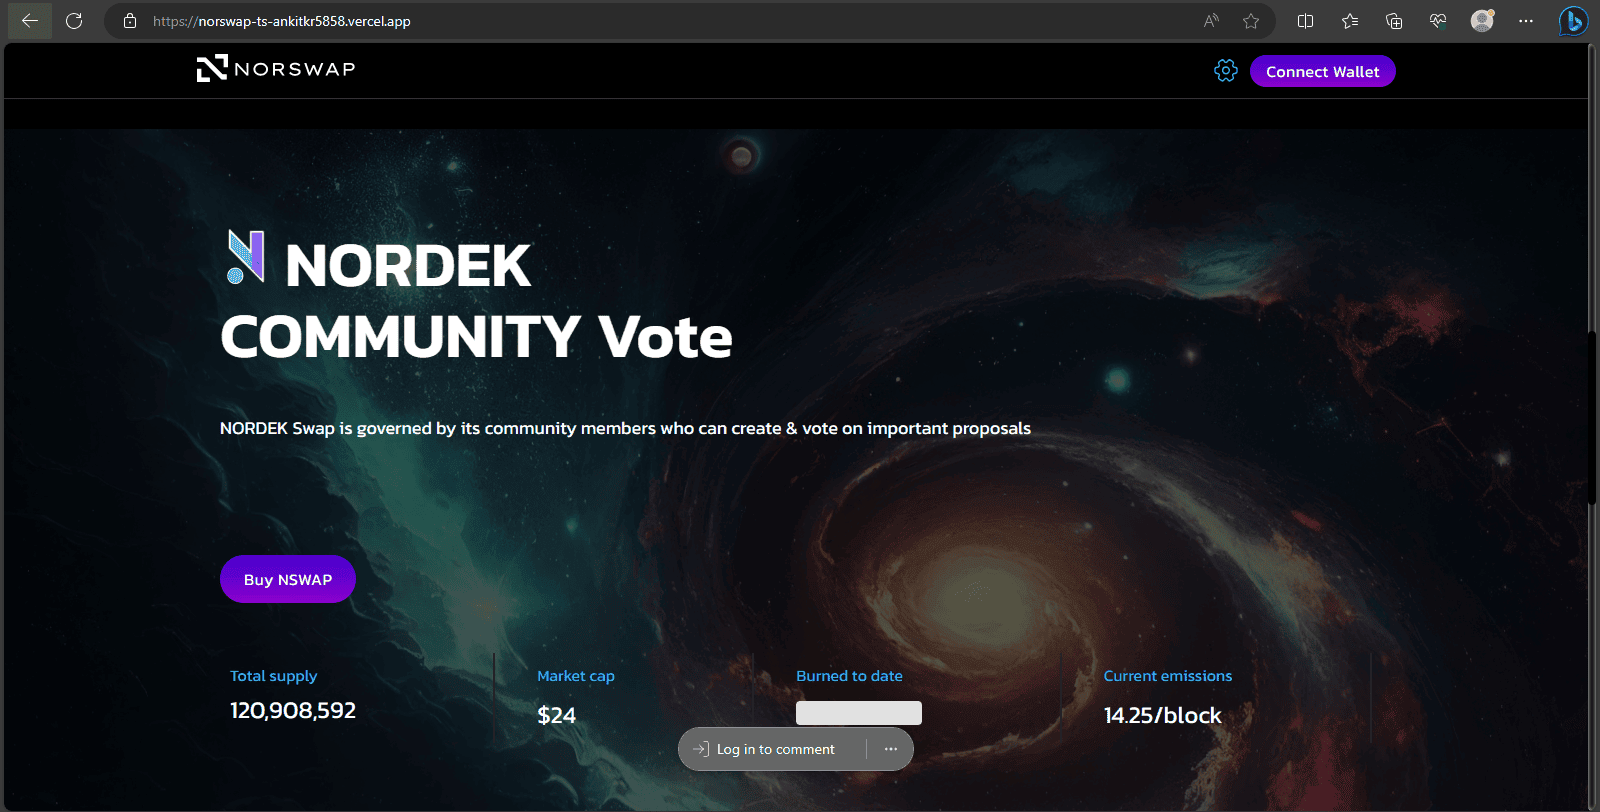 https://norswap-ts-ankitkr5858.vercel.app
NORSWAP
Connect Wallet
NORDEK
COMMUNITY Vote
NORDEK Swap is governed by its community members who can create & vote on important proposals
Buy NSWAP
Total supply
120,908,592
Market cap
$24
Burned to date
Current emissions
14.25/block
Log in to comment